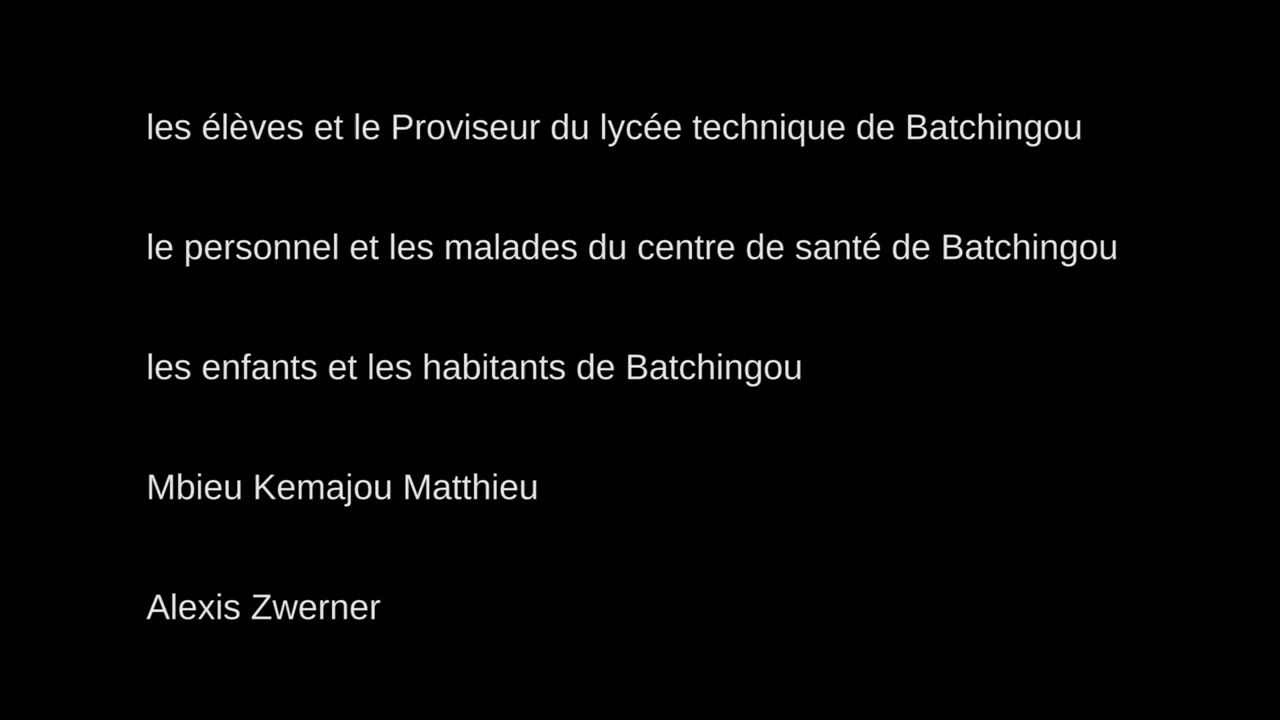 les élèves et le Proviseur du lycée technique de Batchingou
le personnel et les malades du centre de santé de Batchingou
les enfants et les habitants de Batchingou
Mbieu Kemajou Matthieu
Alexis Zwerner